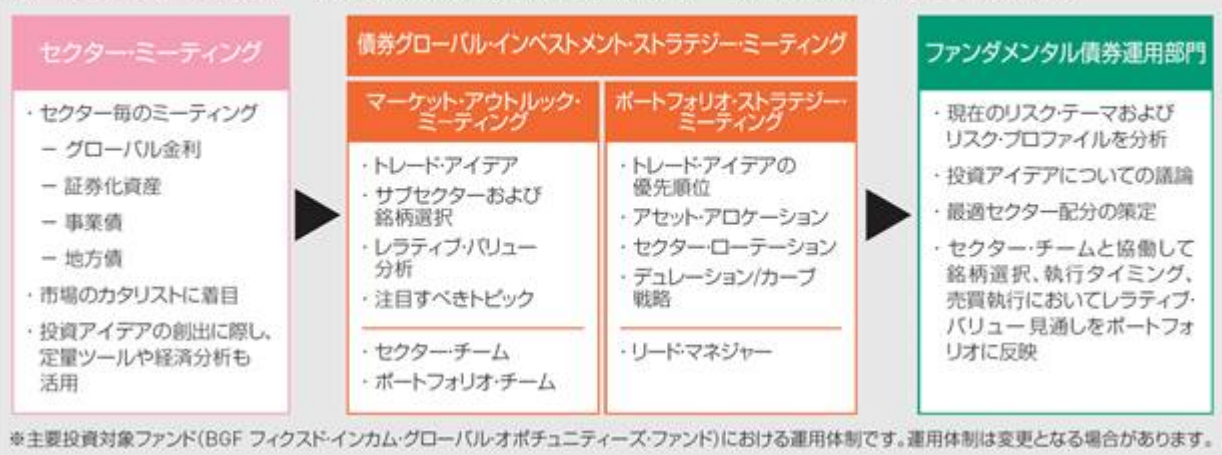 セクター・ミーティング
・セクター毎のミーティング
－ グローバル金利
－ 証券化資産
－ 事業債
－ 地方債
・市場のカタリストに着目
・投資アイデアの創出に際し、
定量ツールや経済分析も
活用
債券グローバル・インベストメント・ストラテジー・ミーティング
マーケット・アウトルック・
ミーティング
・トレード・アイデア
・サブセクターおよび
銘柄選択
・レラティブ・バリュー
分析
・注目すべきトピック
・セクター・チーム
・ポートフォリオ・チーム
ポートフォリオ・ストラテジー・
ミーティング
・トレード・アイデアの
優先順位
・アセット・アロケーション
・セクター・ローテーション
・デュレーション/カーブ
戦略
・リード・マネジャー
ファンダメンタル債券運用部門
・現在のリスク・テーマおよび
リスク・プロファイルを分析
・投資アイデアについての議論
・最適セクター配分の策定
・セクター・チームと協働して
銘柄選択、執行タイミング、
売買執行においてレラティブ・
バリュー見通しをポートフォ
リオに反映
※主要投資対象ファンド(BGF フィクスド・インカム・グローバル・オポチュニティーズ・ファンド)における運用体制です。運用体制は変更となる場合があります。